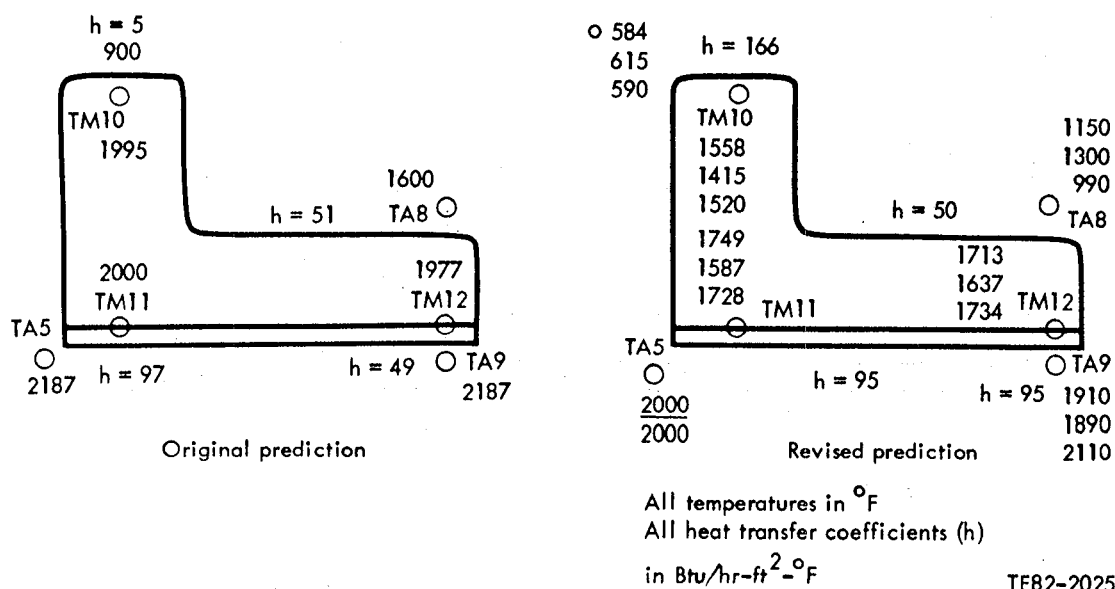 h = 5
900
TM10
1995
1600
TA8
h = 51
2000
TM11
1977
TM12
TA5
2187
h = 97
h = 49
TA9
2187
Original prediction
584
615
590
h = 166
TM10
1558
1415
1520
1749
1587
1728
TM11
h = 50
1150
1300
990
TA8
1713
1637
1734
TM12
TA5
2000
2000
h = 95
h = 95
TA9
1910
1890
2110
Revised prediction
All temperatures in °F
All heat transfer coefficients (h)
in Btu/hr-ft²-°F
TE82-2025